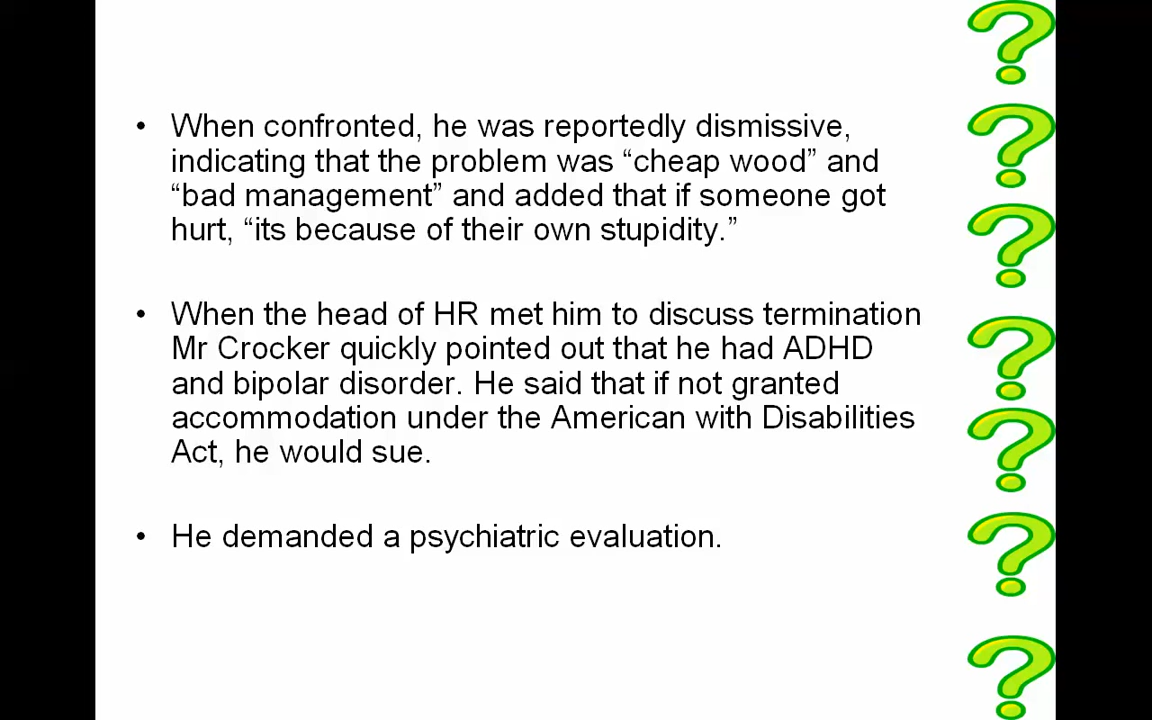 • When confronted, he was reportedly dismissive,
indicating that the problem was “cheap wood” and
“bad management” and added that if someone got
hurt, “its because of their own stupidity.”
• When the head of HR met him to discuss termination
Mr Crocker quickly pointed out that he had ADHD
and bipolar disorder. He said that if not granted
accommodation under the American with Disabilities
Act, he would sue.
• He demanded a psychiatric evaluation.